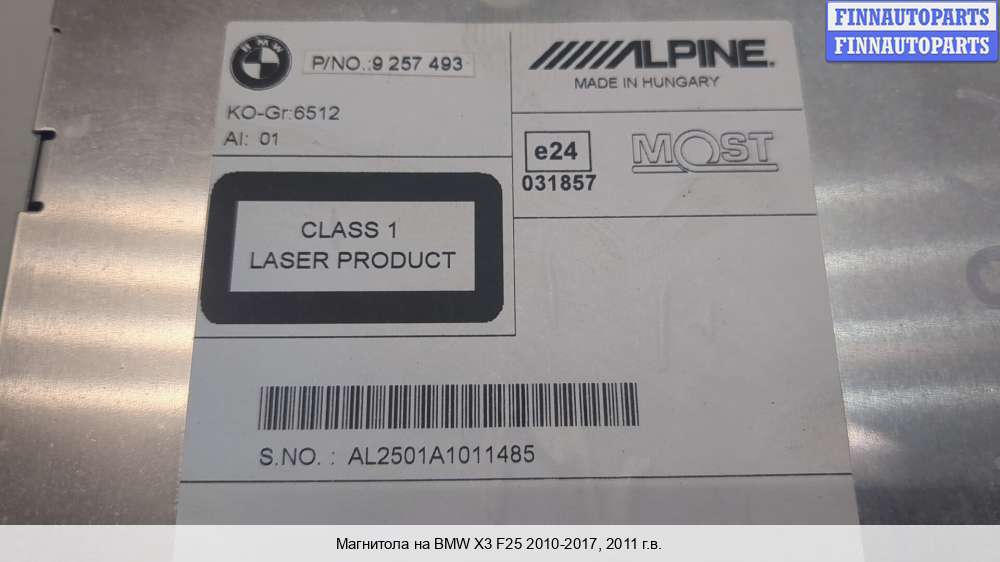 FINNAUTOPARTS
FINNAUTOPARTS
BMW
P/NO.:9 257 493
KO-Gr:6512
AI: 01
ALPINE.
MADE IN HUNGARY
e24
031857
MOST
CLASS 1
LASER PRODUCT
S.NO. : AL2501A1011485
Магнитола на BMW X3 F25 2010-2017, 2011 г.в.